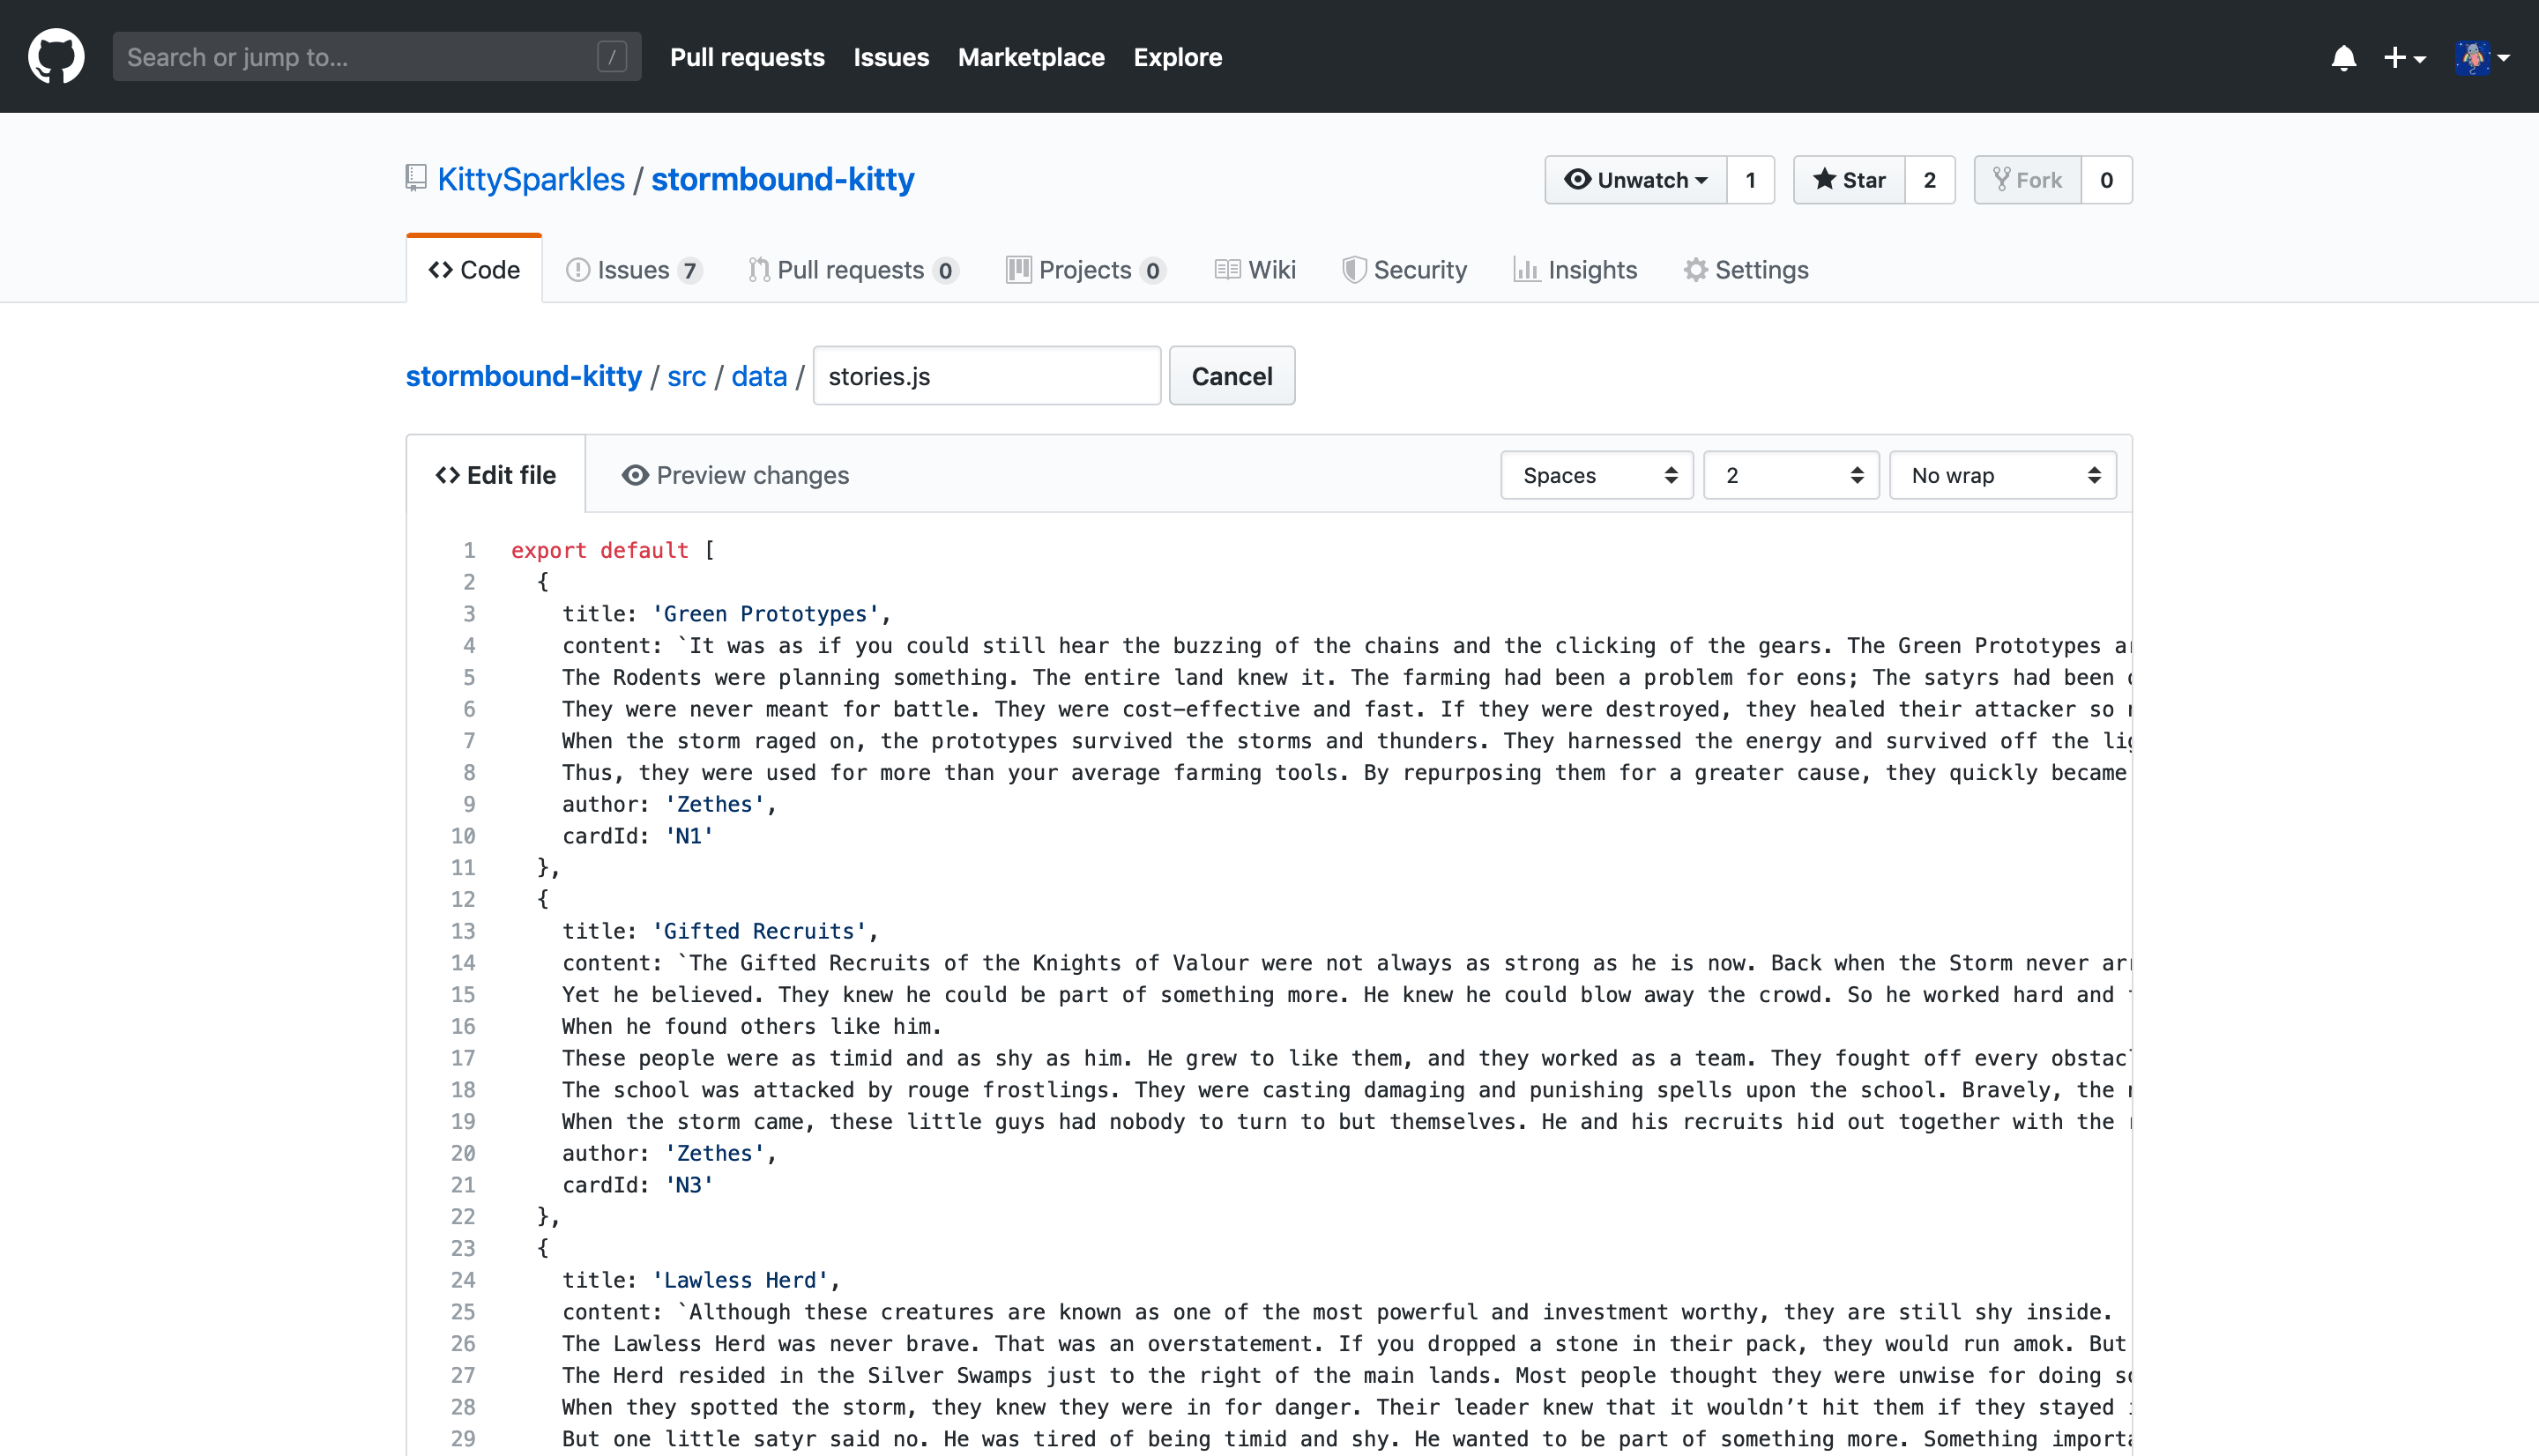 Search or jump to... /
Pull requests Issues Marketplace Explore
KittySparkles / stormbound-kitty
Unwatch 1 Star 2 Fork 0
Code Issues 7 Pull requests 0 Projects 0 Wiki Security Insights Settings
stormbound-kitty / src / data / stories.js Cancel
Edit file Preview changes Spaces 2 No wrap
1 export default [
2 {
3 title: 'Green Prototypes',
4 content: `It was as if you could still hear the buzzing of the chains and the clicking of the gears. The Green Prototypes
5 The Rodents were planning something. The entire land knew it. The farming had been a problem for eons; The satyrs had been
6 They were never meant for battle. They were cost-effective and fast. If they were destroyed, they healed their attacker so
7 When the storm raged on, the prototypes survived the storms and thunders. They harnessed the energy and survived off the
8 Thus, they were used for more than your average farming tools. By repurposing them for a greater cause, they quickly became
9 author: 'Zethes',
10 cardId: 'N1'
11 },
12 {
13 title: 'Gifted Recruits',
14 content: `The Gifted Recruits of the Knights of Valour were not always as strong as he is now. Back when the Storm never
15 Yet he believed. They knew he could be part of something more. He knew he could blow away the crowd. So he worked hard and
16 When he found others like him.
17 These people were as timid and as shy as him. He grew to like them, and they worked as a team. They fought off every
18 The school was attacked by rouge frostlings. They were casting damaging and punishing spells upon the school. Bravely, the
19 When the storm came, these little guys had nobody to turn to but themselves. He and his recruits hid out together with the
20 author: 'Zethes',
21 cardId: 'N3'
22 },
23 {
24 title: 'Lawless Herd',
25 content: `Although these creatures are known as one of the most powerful and investment worthy, they are still shy inside.
26 The Lawless Herd was never brave. That was an overstatement. If you dropped a stone in their pack, they would run amok. But
27 The Herd resided in the Silver Swamps just to the right of the main lands. Most people thought they were unwise for doing
28 When they spotted the storm, they knew they were in for danger. Their leader knew that it wouldn’t hit them if they stayed
29 But one little satyr said no. He was tired of being timid and shy. He wanted to be part of something more. Something